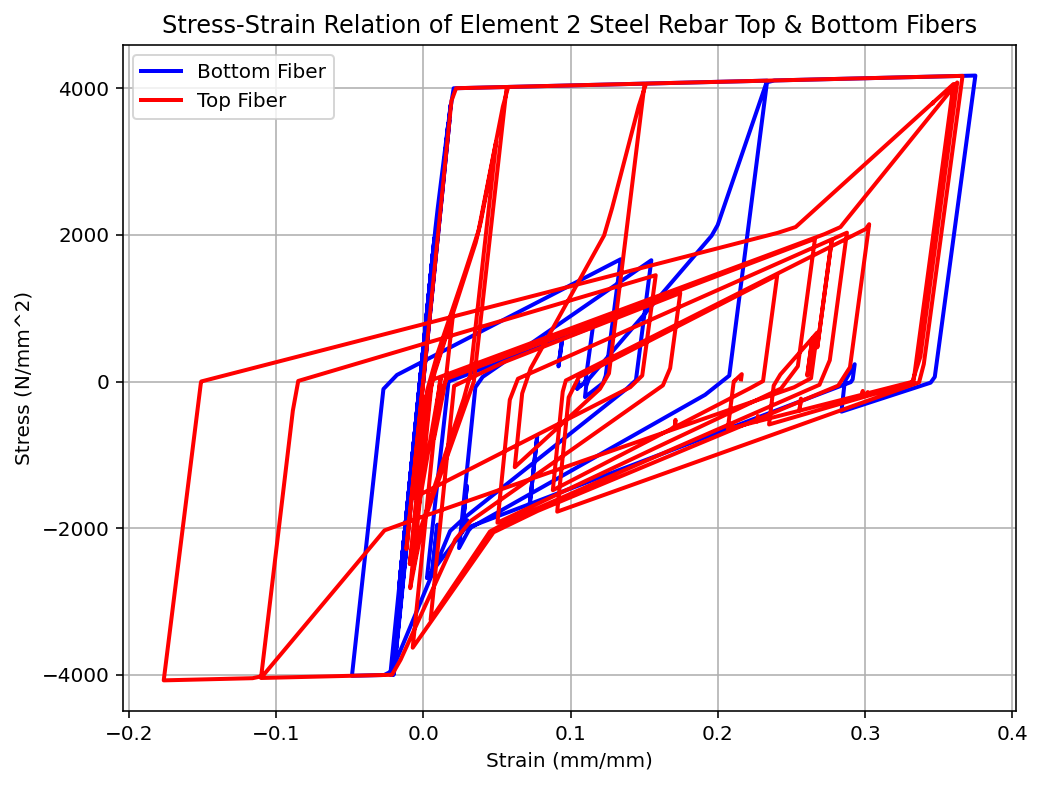 Stress-Strain Relation of Element 2 Steel Rebar Top & Bottom Fibers
Bottom Fiber
Top Fiber
Stress (N/mm^2)
4000
2000
0
−2000
−4000
−0.2 −0.1 0.0 0.1 0.2 0.3 0.4
Strain (mm/mm)